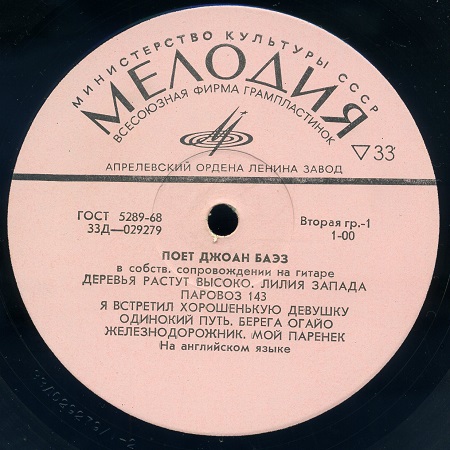 МИНИСТЕРСТВО КУЛЬТУРЫ СССР
МЕЛОДИЯ
ВСЕСОЮЗНАЯ ФИРМА ГРАМПЛАСТИНОК
▽33
АПРЕЛЕВСКИЙ ОРДЕНА ЛЕНИНА ЗАВОД
ГОСТ 5289-68
33Д—029279
Вторая гр.-1
1-00
ПОЕТ ДЖОАН БАЭЗ
в собств. сопровождении на гитаре
ДЕРЕВЬЯ РАСТУТ ВЫСОКО. ЛИЛИЯ ЗАПАДА
ПАРОВОЗ 143
Я ВСТРЕТИЛ ХОРОШЕНЬКУЮ ДЕВУШКУ
ОДИНОКИЙ ПУТЬ. БЕРЕГА ОГАЙО
ЖЕЛЕЗНОДОРОЖНИК. МОЙ ПАРЕНЕК
На английском языке